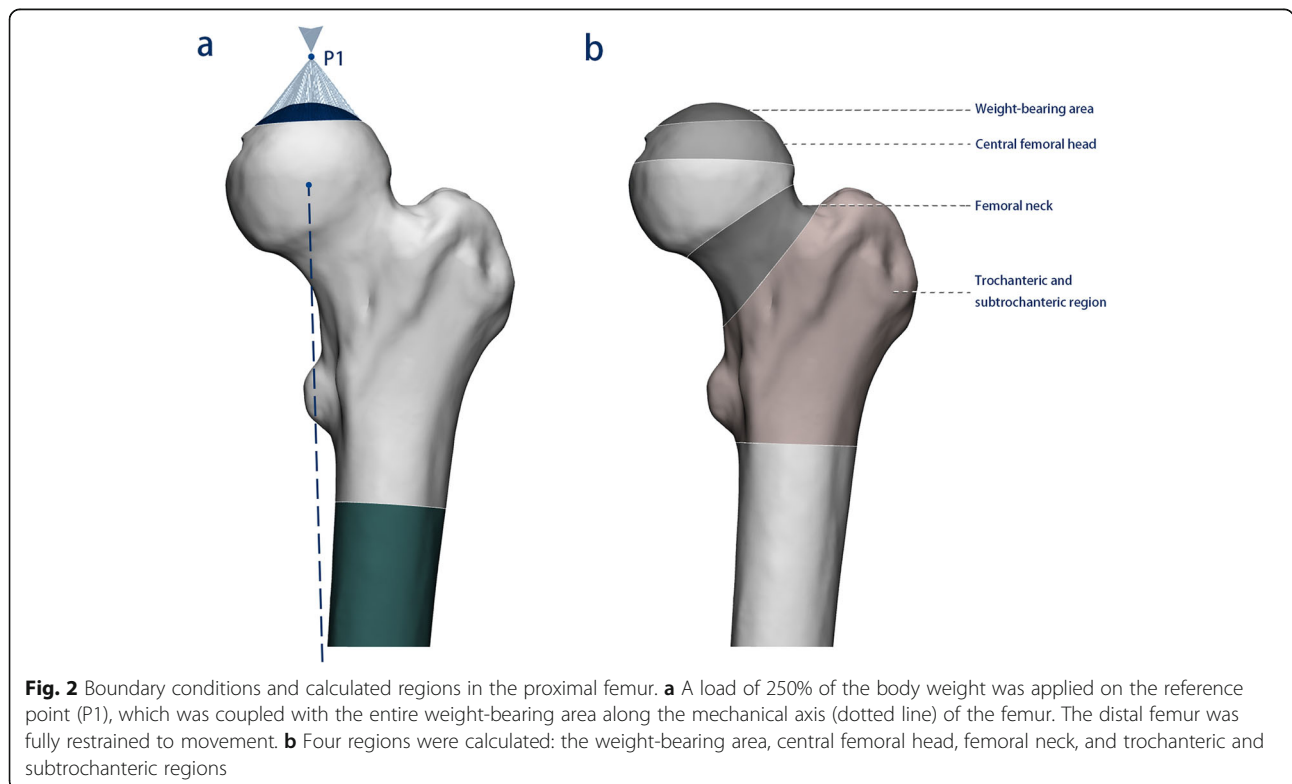 a
P1
b
Weight-bearing area
Central femoral head
Femoral neck
Trochanteric and
subtrochanteric region
Fig. 2 Boundary conditions and calculated regions in the proximal femur. a A load of 250% of the body weight was applied on the reference
point (P1), which was coupled with the entire weight-bearing area along the mechanical axis (dotted line) of the femur. The distal femur was
fully restrained to movement. b Four regions were calculated: the weight-bearing area, central femoral head, femoral neck, and trochanteric and
subtrochanteric regions